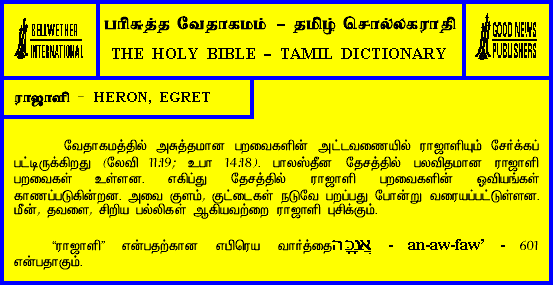 BELLWETHER
INTERNATIONAL
பரிசுத்த வேதாகமம் – தமிழ் சொல்லகராதி
THE HOLY BIBLE – TAMIL DICTIONARY
GOOD NEWS
PUBLISHERS
ராஜாளி – HERON, EGRET
வேதாகமத்தில் அசுத்தமான பறவைகளின் அட்டவணையில் ராஜாளியும் சேர்க்கப்
பட்டிருக்கிறது (லேவி 11:19; உபா 14:18). பாலஸ்தீன தேசத்தில் பலவிதமான ராஜாளி
பறவைகள் உள்ளன. எகிப்து தேசத்தில் ராஜாளி பறவைகளின் ஓவியங்கள்
காணப்படுகின்றன. அவை குளம், குட்டைகள் நடுவே பறப்பது போன்று வரையப்பட்டுள்ளன.
மீன், தவளை, சிறிய பல்லிகள் ஆகியவற்றை ராஜாளி புசிக்கும்.
“ராஜாளி” என்பதற்கான எபிரெய வார்த்தை אֲנָפָה - an-aw-faw’ - 601
என்பதாகும்.